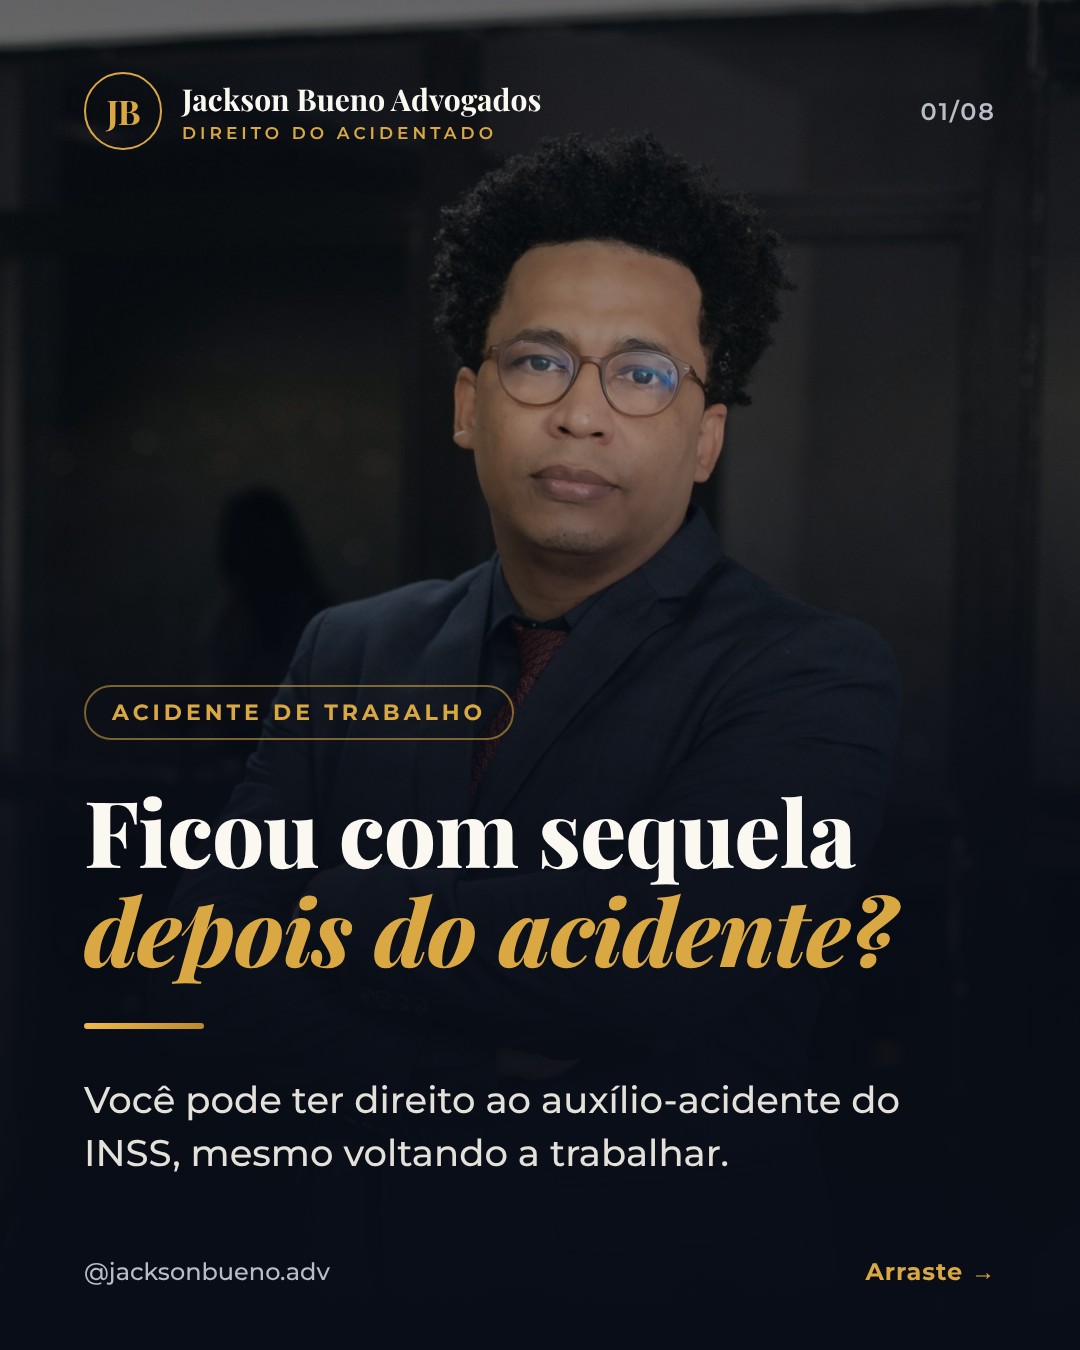 JB
Jackson Bueno Advogados
DIREITO DO ACIDENTADO
01/08
ACIDENTE DE TRABALHO
Ficou com sequela
depois do acidente?
Você pode ter direito ao auxílio-acidente do
INSS, mesmo voltando a trabalhar.
@jacksonbueno.adv
Arraste →